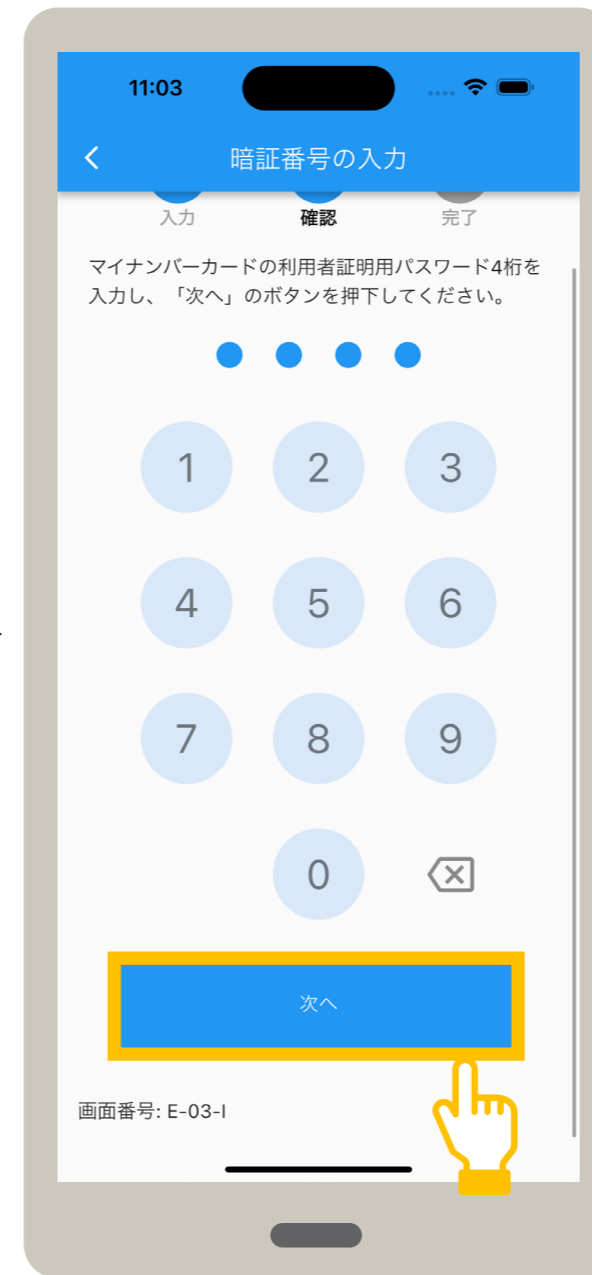 11:03
暗証番号の入力
入力 確認 完了
マイナンバーカードの利用者証明用パスワード4桁を
入力し、「次へ」のボタンを押下してください。
1 2 3
4 5 6
7 8 9
0
次へ
画面番号: E-03-I